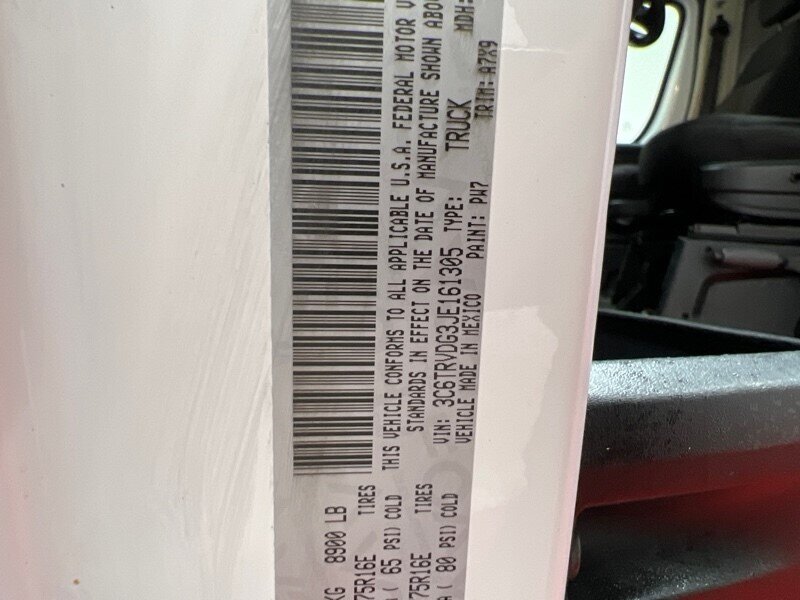 KG 8900 LB
75R16E TIRES
( 65 PSI) COLD
75R16E TIRES
A ( 80 PSI) COLD
THIS VEHICLE CONFORMS TO ALL APPLICABLE U.S.A. FEDERAL MOTOR V
STANDARDS IN EFFECT ON THE DATE OF MANUFACTURE SHOWN ABO
VIN: 3C6TRVDG3JE161305 TYPE: TRUCK MDH:
VEHICLE MADE IN MEXICO PAINT: PW7 TRIM: A7X9